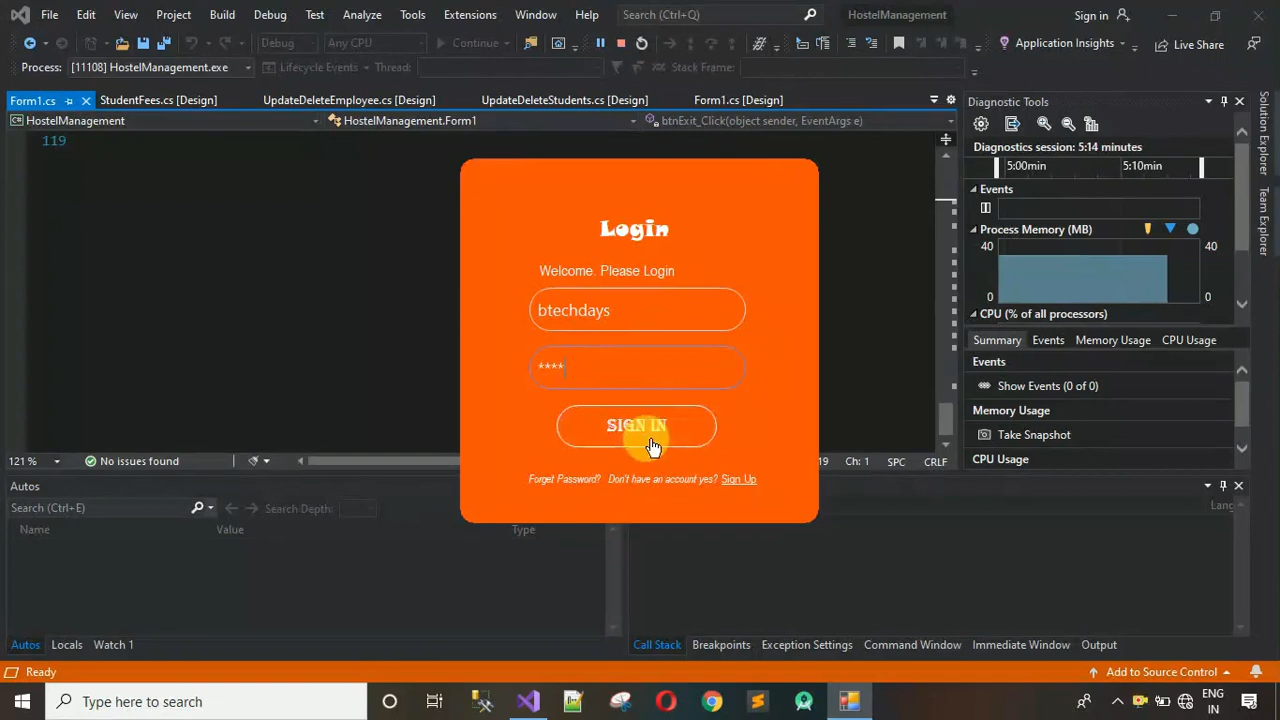 File Edit View Project Build Debug Test Analyze Tools Extensions Window Help Search (Ctrl+Q) HostelManagement Sign in
Debug Any CPU Continue Application Insights Live Share
Process: [11108] HostelManagement.exe Lifecycle Events Thread: Stack Frame:
Form1.cs StudentFees.cs [Design] UpdateDeleteEmployee.cs [Design] UpdateDeleteStudents.cs [Design] Form1.cs [Design]
HostelManagement HostelManagement.Form1 btnExit_Click(object sender, EventArgs e)
119
Login
Welcome. Please Login
btechdays
****
SIGN IN
Forget Password? Don't have an account yes? Sign Up
Diagnostic Tools
Diagnostics session: 5:14 minutes
5:00min 5:10min
Events
Process Memory (MB)
40 40
0 0
CPU (% of all processors)
Summary Events Memory Usage CPU Usage
Events
Show Events (0 of 0)
Memory Usage
Take Snapshot
CPU Usage
Solution Explorer
Team Explorer
121 % No issues found Ch: 1 SPC CRLF
Autos
Search (Ctrl+E) Search Depth:
Name Value Type
Autos Locals Watch 1
Call Stack Breakpoints Exception Settings Command Window Immediate Window Output
Ready Add to Source Control
Type here to search ENG
IN